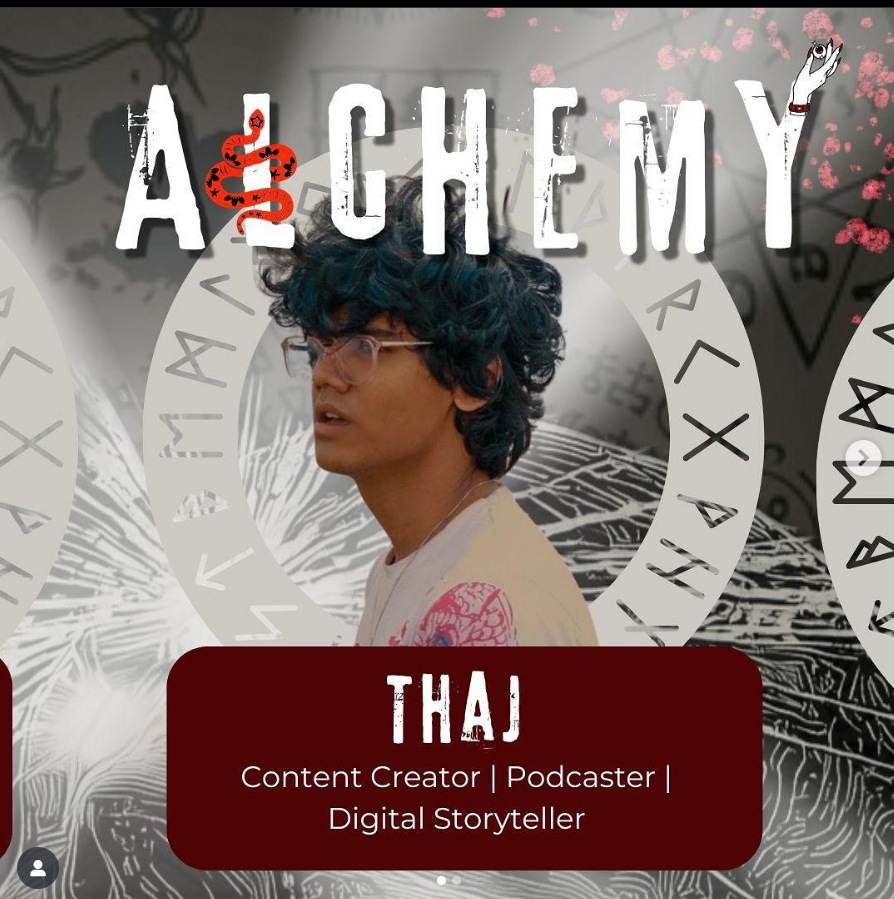 ALCHEMY
THAJ
Content Creator | Podcaster |
Digital Storyteller